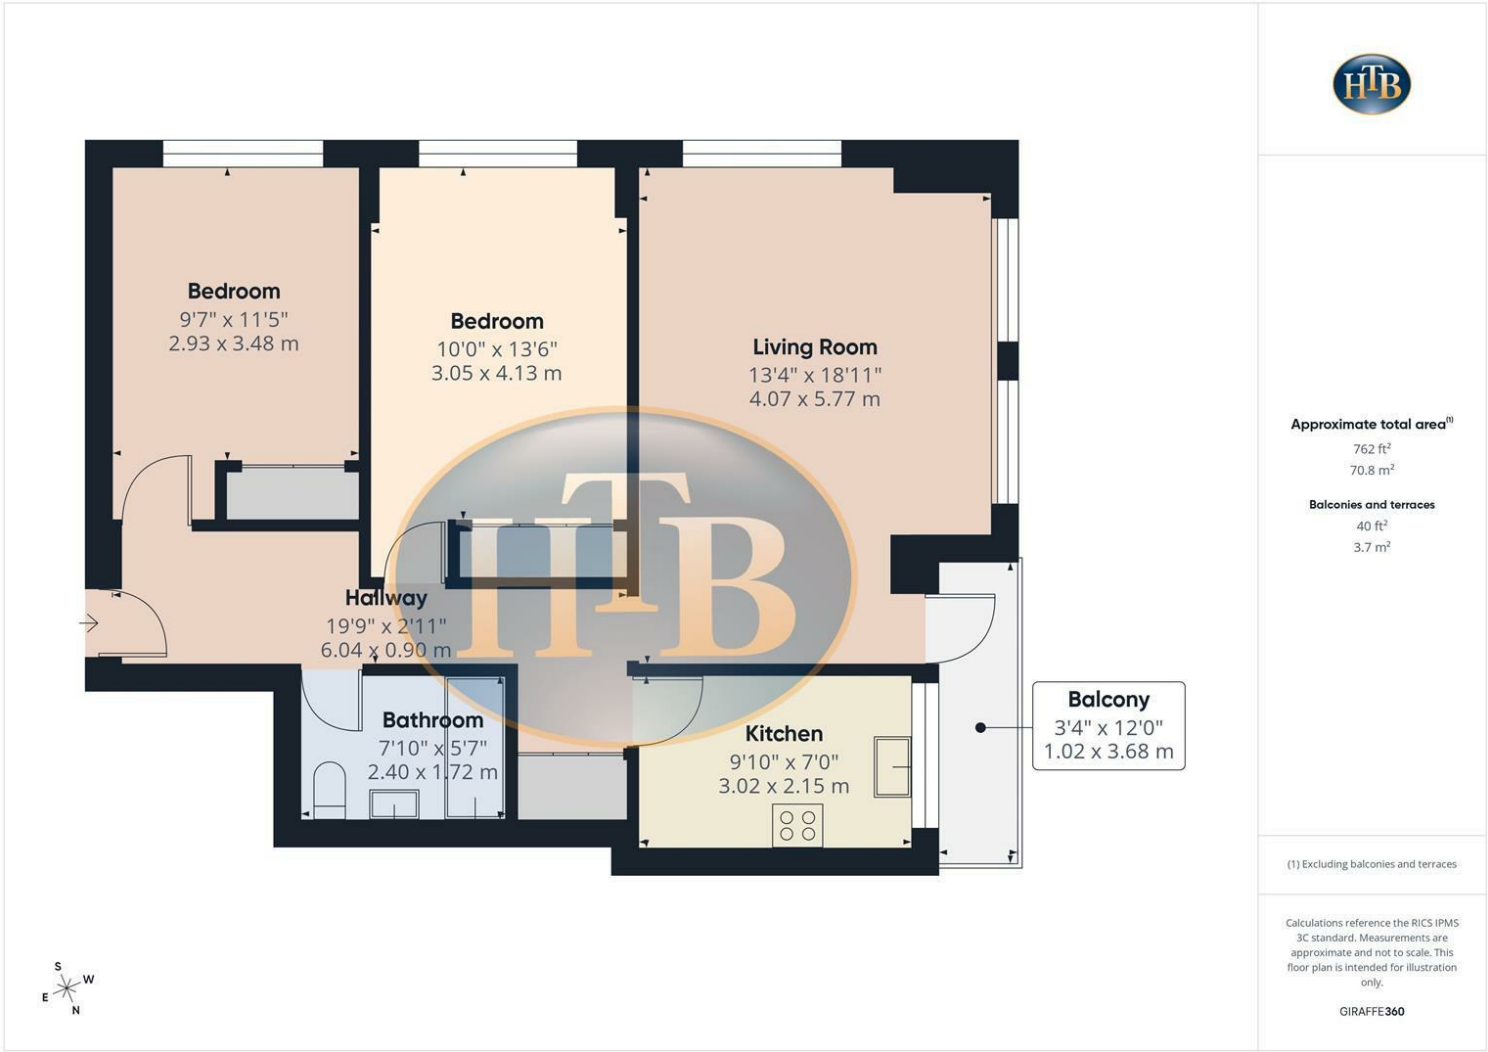 HTB
Bedroom
9'7" x 11'5"
2.93 x 3.48 m
Bedroom
10'0" x 13'6"
3.05 x 4.13 m
Living Room
13'4" x 18'11"
4.07 x 5.77 m
HTB
Hallway
19'9" x 2'11"
6.04 x 0.90 m
Bathroom
7'10" x 5'7"
2.40 x 1.72 m
Kitchen
9'10" x 7'0"
3.02 x 2.15 m
Balcony
3'4" x 12'0"
1.02 x 3.68 m
Approximate total area(1)
762 ft²
70.8 m²
Balconies and terraces
40 ft²
3.7 m²
(1) Excluding balconies and terraces
Calculations reference the RICS IPMS
3C standard. Measurements are
approximate and not to scale. This
floor plan is intended for illustration
only.
GIRAFFE360
S
W
E
N